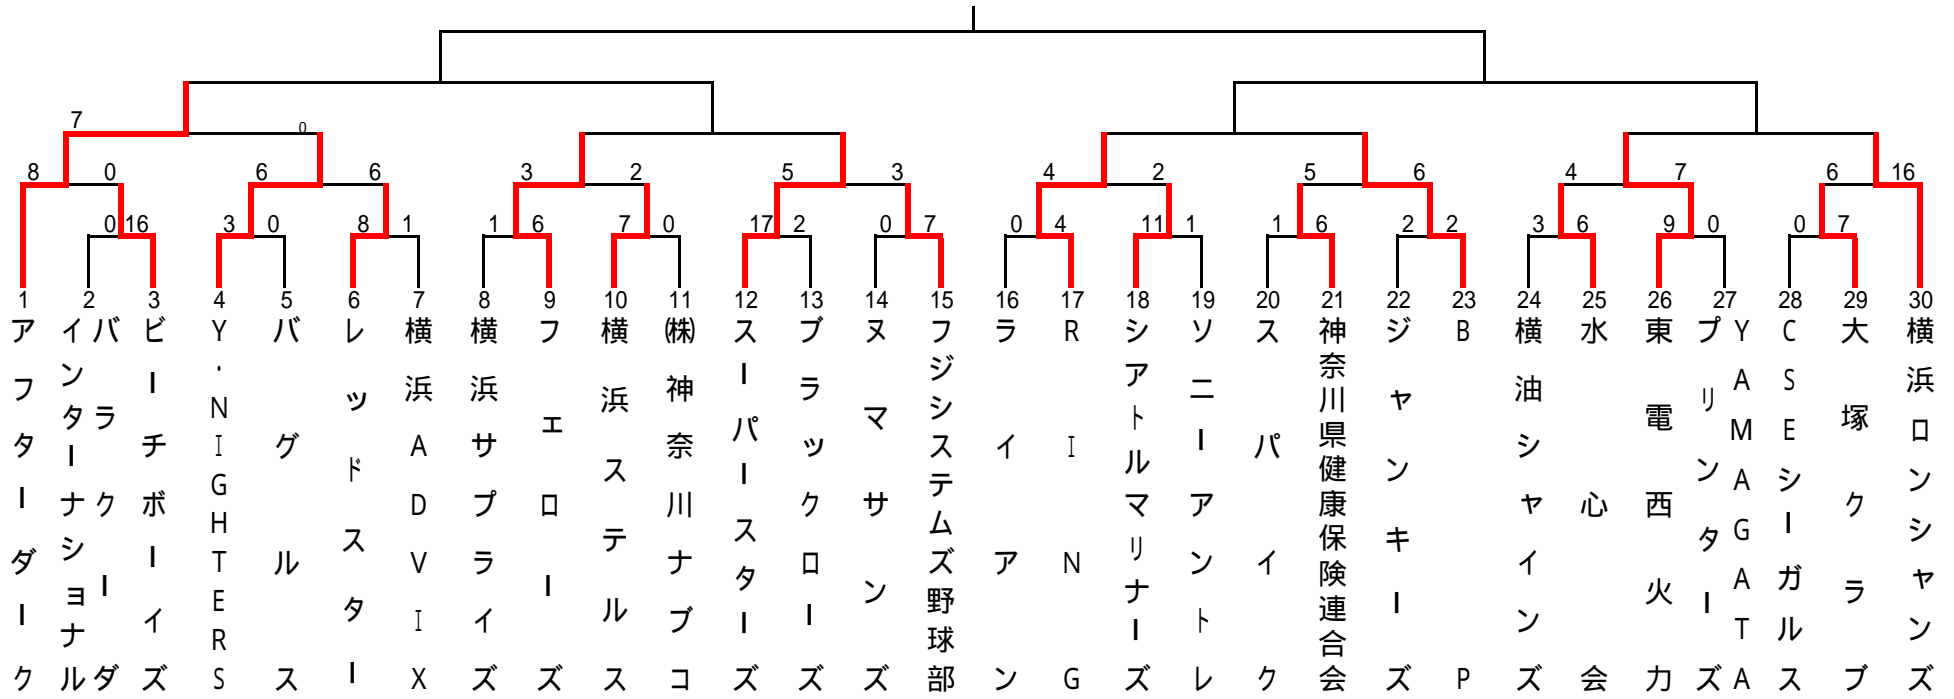 7 0
8 0 6 6 3 2 5 3 4 2 5 6 4 7 6 16
0 16 3 0 8 1 1 6 7 0 17 2 0 7 0 4 11 1 1 6 2 2 3 6 9 0 0 7
1 2 3 4 5 6 7 8 9 10 11 12 13 14 15 16 17 18 19 20 21 22 23 24 25 26 27 28 29 30
アフターダーク
バラクーダ
インターナショナル
ビーチボーイズ
Y・NIGHTERS
バグルス
レッドスター
横浜ADVIX
横浜サプライズ
フェローズ
横浜ステルス
㈱神奈川ナブコ
スーパースターズ
ブラックローズ
ヌマサンズ
フジシステムズ野球部
ライアン
RING
シアトルマリナーズ
ソニーアントレ
スパイク
神奈川県健康保険連合会
ジャンキーズ
BP
横油シャインズ
水心会
東電西火力
YAMAGATA
プリンターズ
CSEシーガルス
大塚クラブ
横浜ロンシャンズ